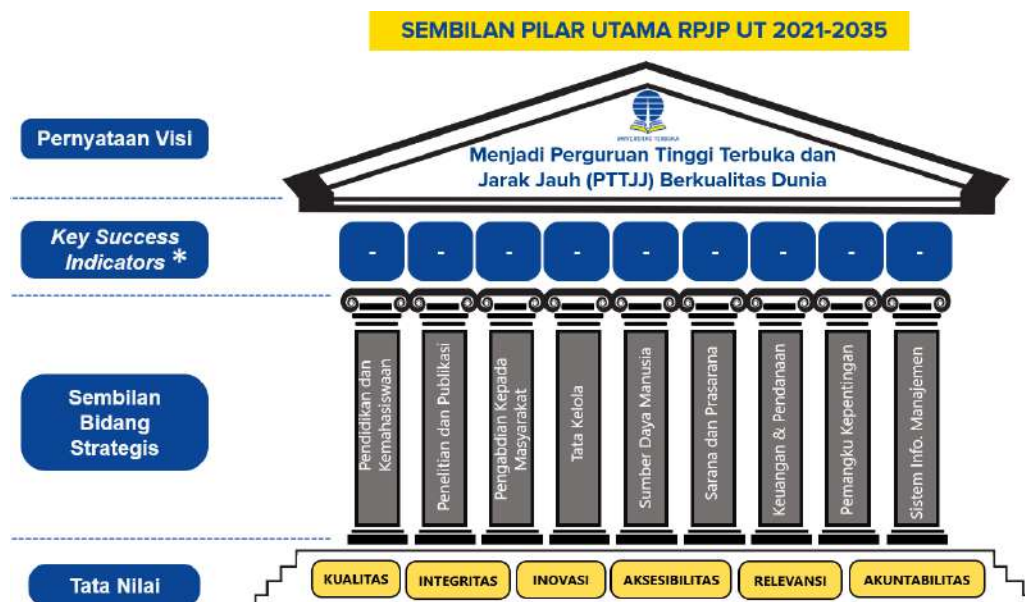 SEMBILAN PILAR UTAMA RPJP UT 2021-2035
Pernyataan Visi
UNIVERSITAS TERBUKA
Menjadi Perguruan Tinggi Terbuka dan
Jarak Jauh (PTTJJ) Berkualitas Dunia
Key Success
Indicators *
- - - - - - - - -
Sembilan
Bidang
Strategis
Pendidikan dan
Kemahasiswaan
Penelitian dan Publikasi
Pengabdian Kepada
Masyarakat
Tata Kelola
Sumber Daya Manusia
Sarana dan Prasarana
Keuangan & Pendanaan
Pemangku Kepentingan
Sistem Info. Manajemen
Tata Nilai
KUALITAS
INTEGRITAS
INOVASI
AKSESIBILITAS
RELEVANSI
AKUNTABILITAS